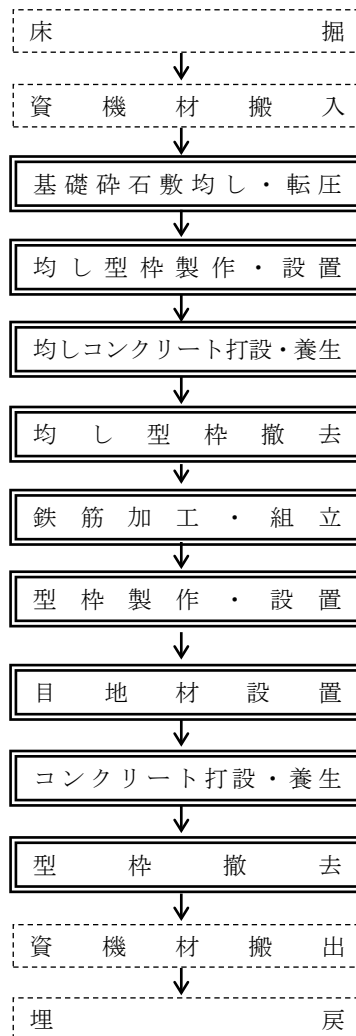 床掘
資機材搬入
基礎砕石敷均し・転圧
均し型枠製作・設置
均しコンクリート打設・養生
均し型枠撤去
鉄筋加工・組立
型枠製作・設置
目地材設置
コンクリート打設・養生
型枠撤去
資機材搬出
埋戻